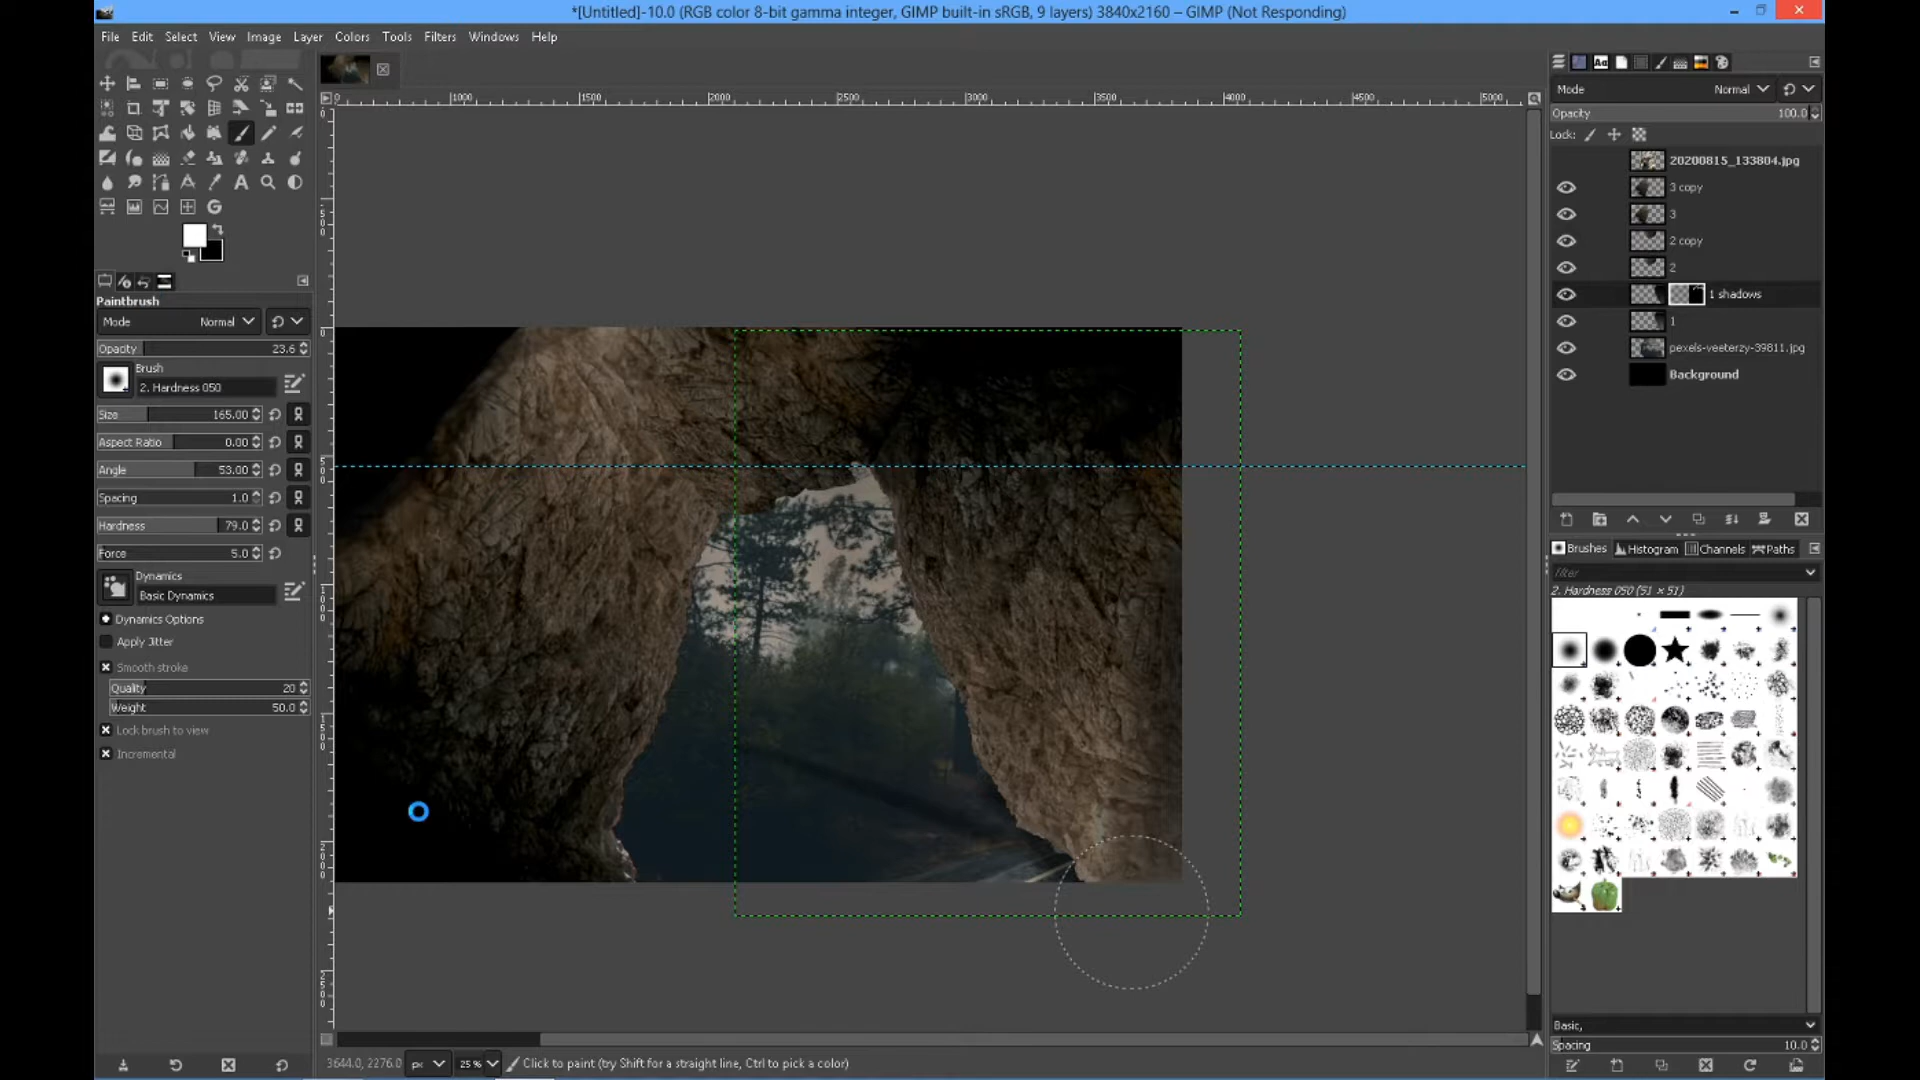 *[Untitled]-10.0 (RGB color 8-bit gamma integer, GIMP built-in sRGB, 9 layers) 3840x2160 – GIMP (Not Responding)
File Edit Select View Image Layer Colors Tools Filters Windows Help
Paintbrush
Mode Normal
Opacity 23.6
Brush
2. Hardness 050
Size 165.00
Aspect Ratio 0.00
Angle 53.00
Spacing 1.0
Hardness 79.0
Force 5.0
Dynamics
Basic Dynamics
Dynamics Options
Apply Jitter
Smooth stroke
Quality 20
Weight 50.0
Lock brush to view
Incremental
1000 1500 2000 2500 3000 3500 4000 4500 5000
3644.0, 2276.0 px 25 % Click to paint (try Shift for a straight line, Ctrl to pick a color)
Mode Normal
Opacity 100.0
Lock:
20200815_133804.jpg
3 copy
3
2 copy
2
1 shadows
1
pexels-veeterzy-39811.jpg
Background
Brushes Histogram Channels Paths
filter
2. Hardness 050 (51 × 51)
Basic,
Spacing 10.0